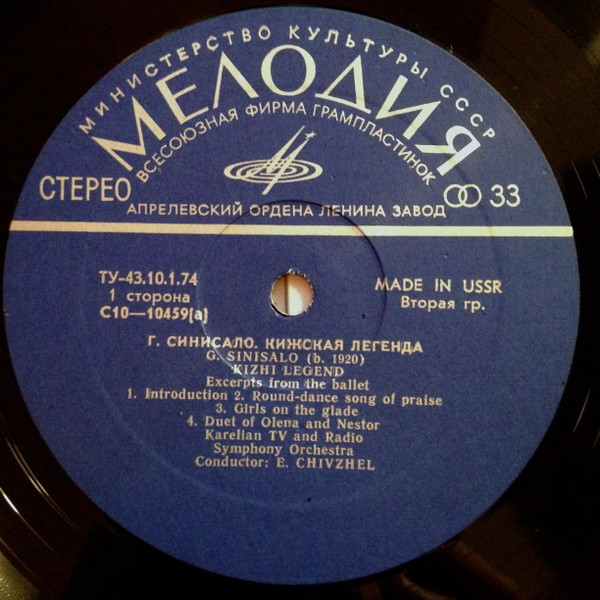 МИНИСТЕРСТВО КУЛЬТУРЫ СССР
МЕЛОДИЯ
ВСЕСОЮЗНАЯ ФИРМА ГРАМПЛАСТИНОК
СТЕРЕО
33
АПРЕЛЕВСКИЙ ОРДЕНА ЛЕНИНА ЗАВОД
ТУ-43.10.1.74
1 сторона
С10—10459(а)
MADE IN USSR
Вторая гр.
Г. СИНИСАЛО. КИЖСКАЯ ЛЕГЕНДА
G. SINISALO (b. 1920)
KIZHI LEGEND
Excerpts from the ballet
1. Introduction 2. Round-dance song of praise
3. Girls on the glade
4. Duet of Olena and Nestor
Karelian TV and Radio
Symphony Orchestra
Conductor: E. CHIVZHEL